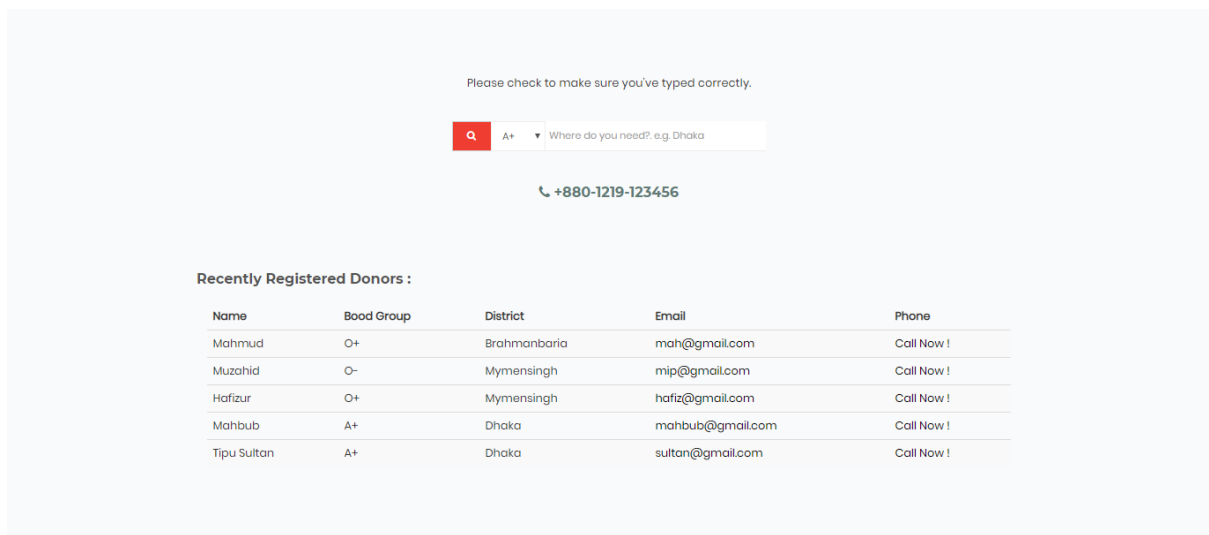 Please check to make sure you've typed correctly.
A+ Where do you need?. e.g. Dhaka
+880-1219-123456
Recently Registered Donors :
Name Bood Group District Email Phone
Mahmud O+ Brahmanbaria mah@gmail.com Call Now !
Muzahid O- Mymensingh mip@gmail.com Call Now !
Hafizur O+ Mymensingh hafiz@gmail.com Call Now !
Mahbub A+ Dhaka mahbub@gmail.com Call Now !
Tipu Sultan A+ Dhaka sultan@gmail.com Call Now !